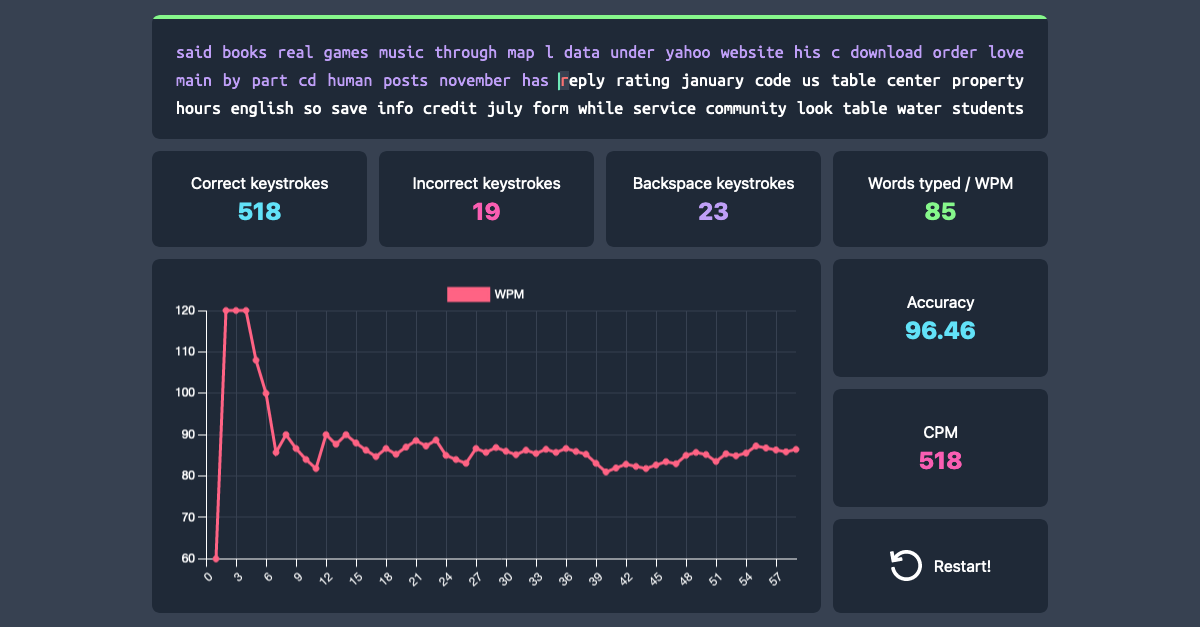 said books real games music through map l data under yahoo website his c download order love
main by part cd human posts november has reply rating january code us table center property
hours english so save info credit july form while service community look table water students
Correct keystrokes
518
Incorrect keystrokes
19
Backspace keystrokes
23
Words typed / WPM
85
WPM
120
110
100
90
80
70
60
0 3 6 9 12 15 18 21 24 27 30 33 36 39 42 45 48 51 54 57
Accuracy
96.46
CPM
518
Restart!